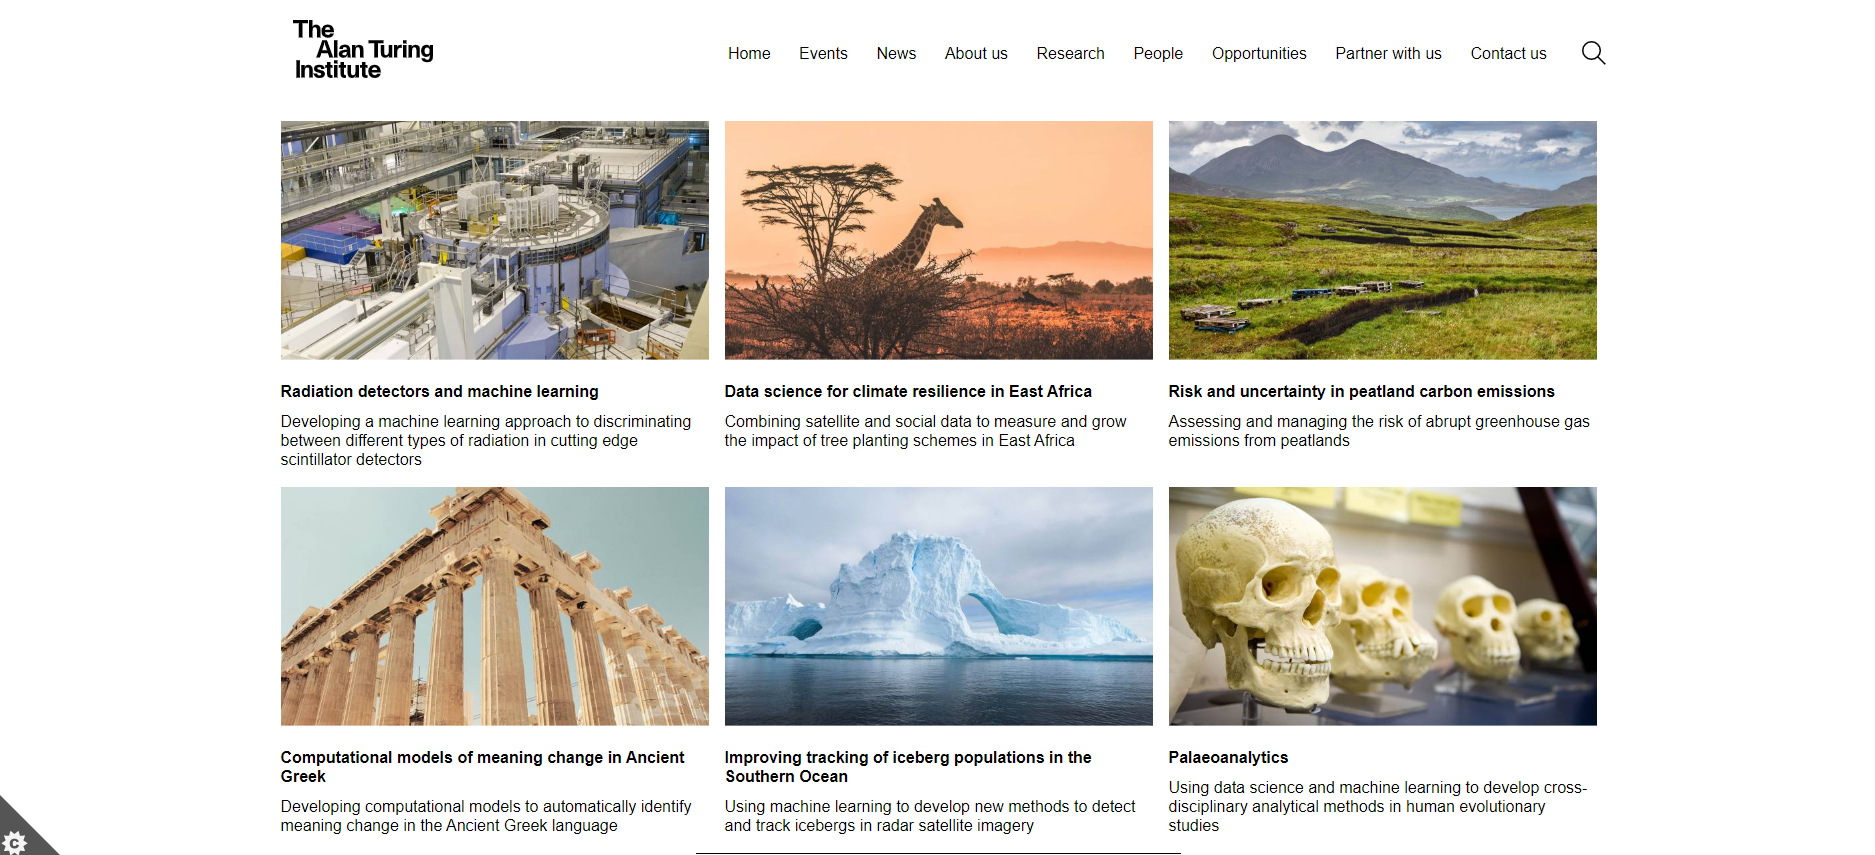 The
Alan Turing
Institute
Home Events News About us Research People Opportunities Partner with us Contact us
Radiation detectors and machine learning
Developing a machine learning approach to discriminating
between different types of radiation in cutting edge
scintillator detectors
Data science for climate resilience in East Africa
Combining satellite and social data to measure and grow
the impact of tree planting schemes in East Africa
Risk and uncertainty in peatland carbon emissions
Assessing and managing the risk of abrupt greenhouse gas
emissions from peatlands
Computational models of meaning change in Ancient
Greek
Developing computational models to automatically identify
meaning change in the Ancient Greek language
Improving tracking of iceberg populations in the
Southern Ocean
Using machine learning to develop new methods to detect
and track icebergs in radar satellite imagery
Palaeoanalytics
Using data science and machine learning to develop cross-
disciplinary analytical methods in human evolutionary
studies